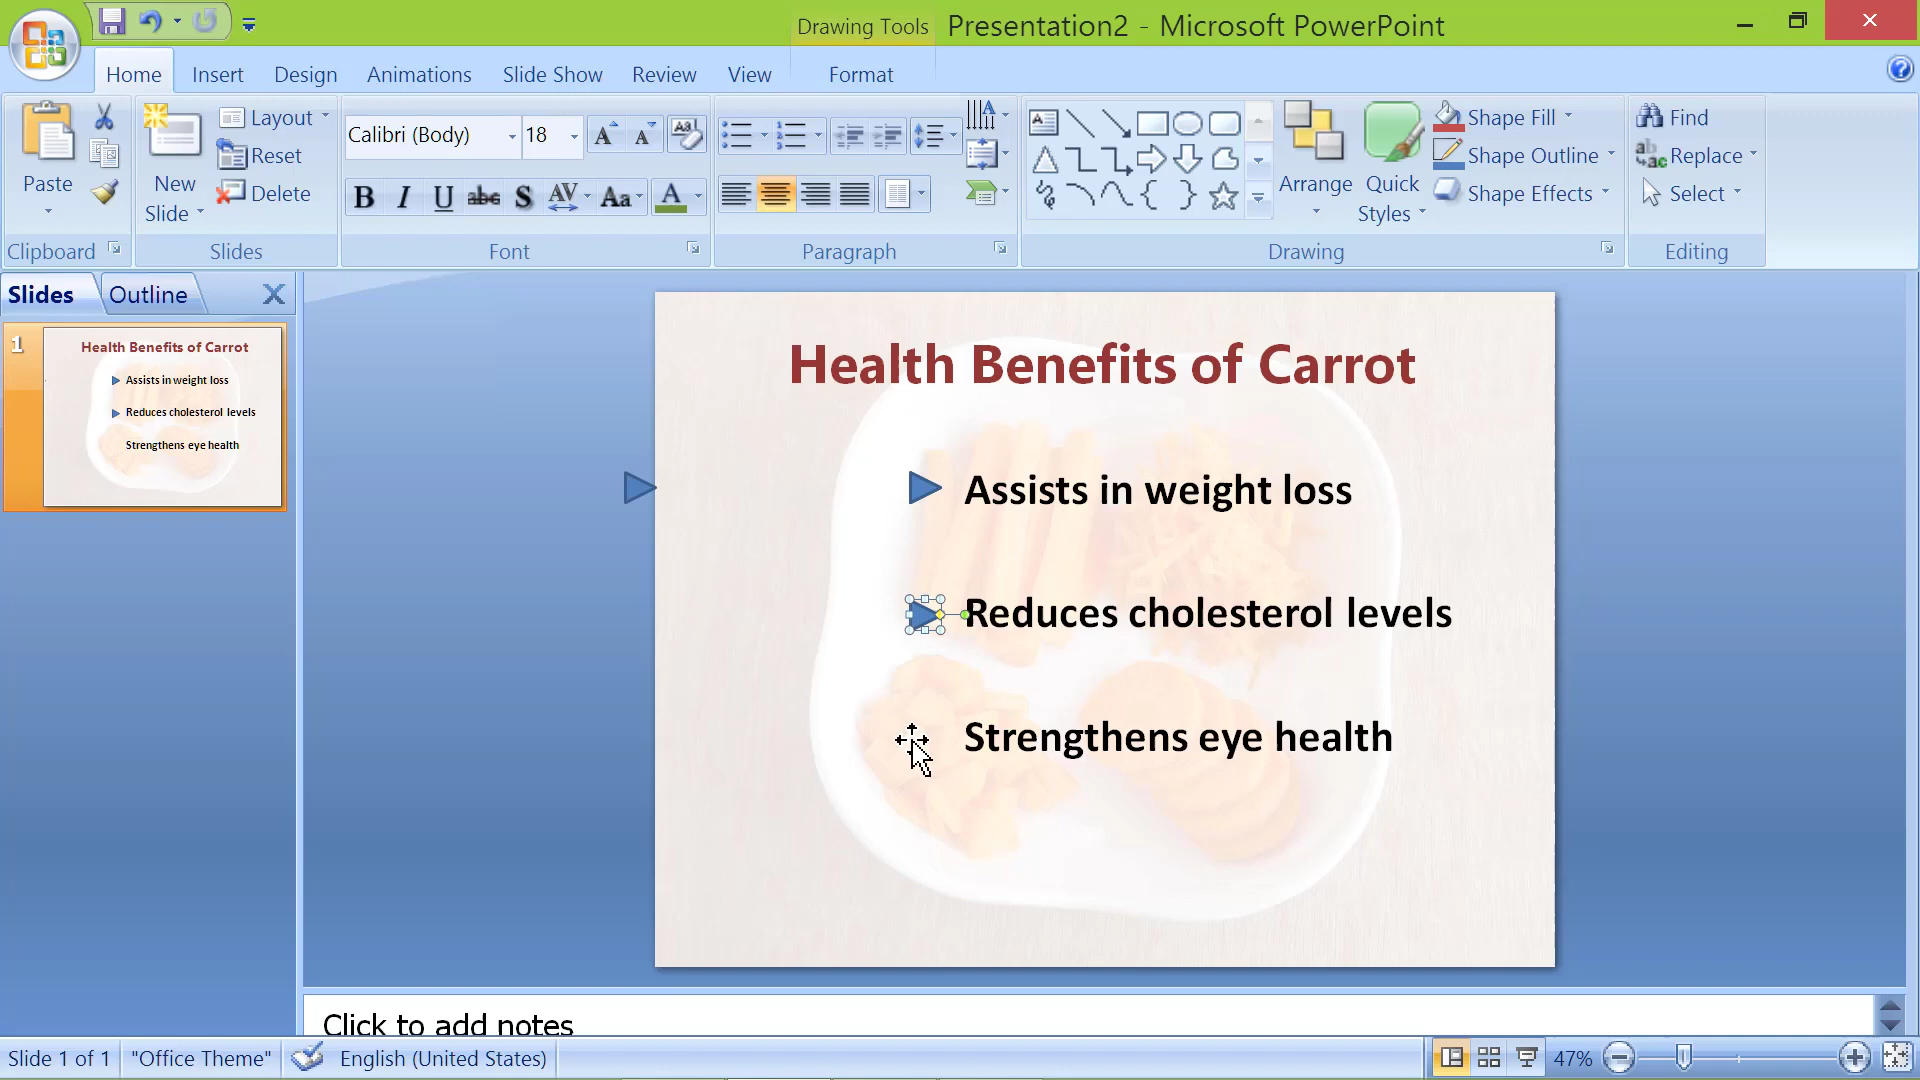 Drawing Tools
Presentation2 - Microsoft PowerPoint
Home
Insert
Design
Animations
Slide Show
Review
View
Format
Paste
Clipboard
New
Slide
Layout
Reset
Delete
Slides
Calibri (Body)
18
Font
Paragraph
Arrange
Quick
Styles
Shape Fill
Shape Outline
Shape Effects
Drawing
Find
Replace
Select
Editing
Slides
Outline
1
Health Benefits of Carrot
Assists in weight loss
Reduces cholesterol levels
Strengthens eye health
Health Benefits of Carrot
Assists in weight loss
Reduces cholesterol levels
Strengthens eye health
Click to add notes
Slide 1 of 1
"Office Theme"
English (United States)
47%